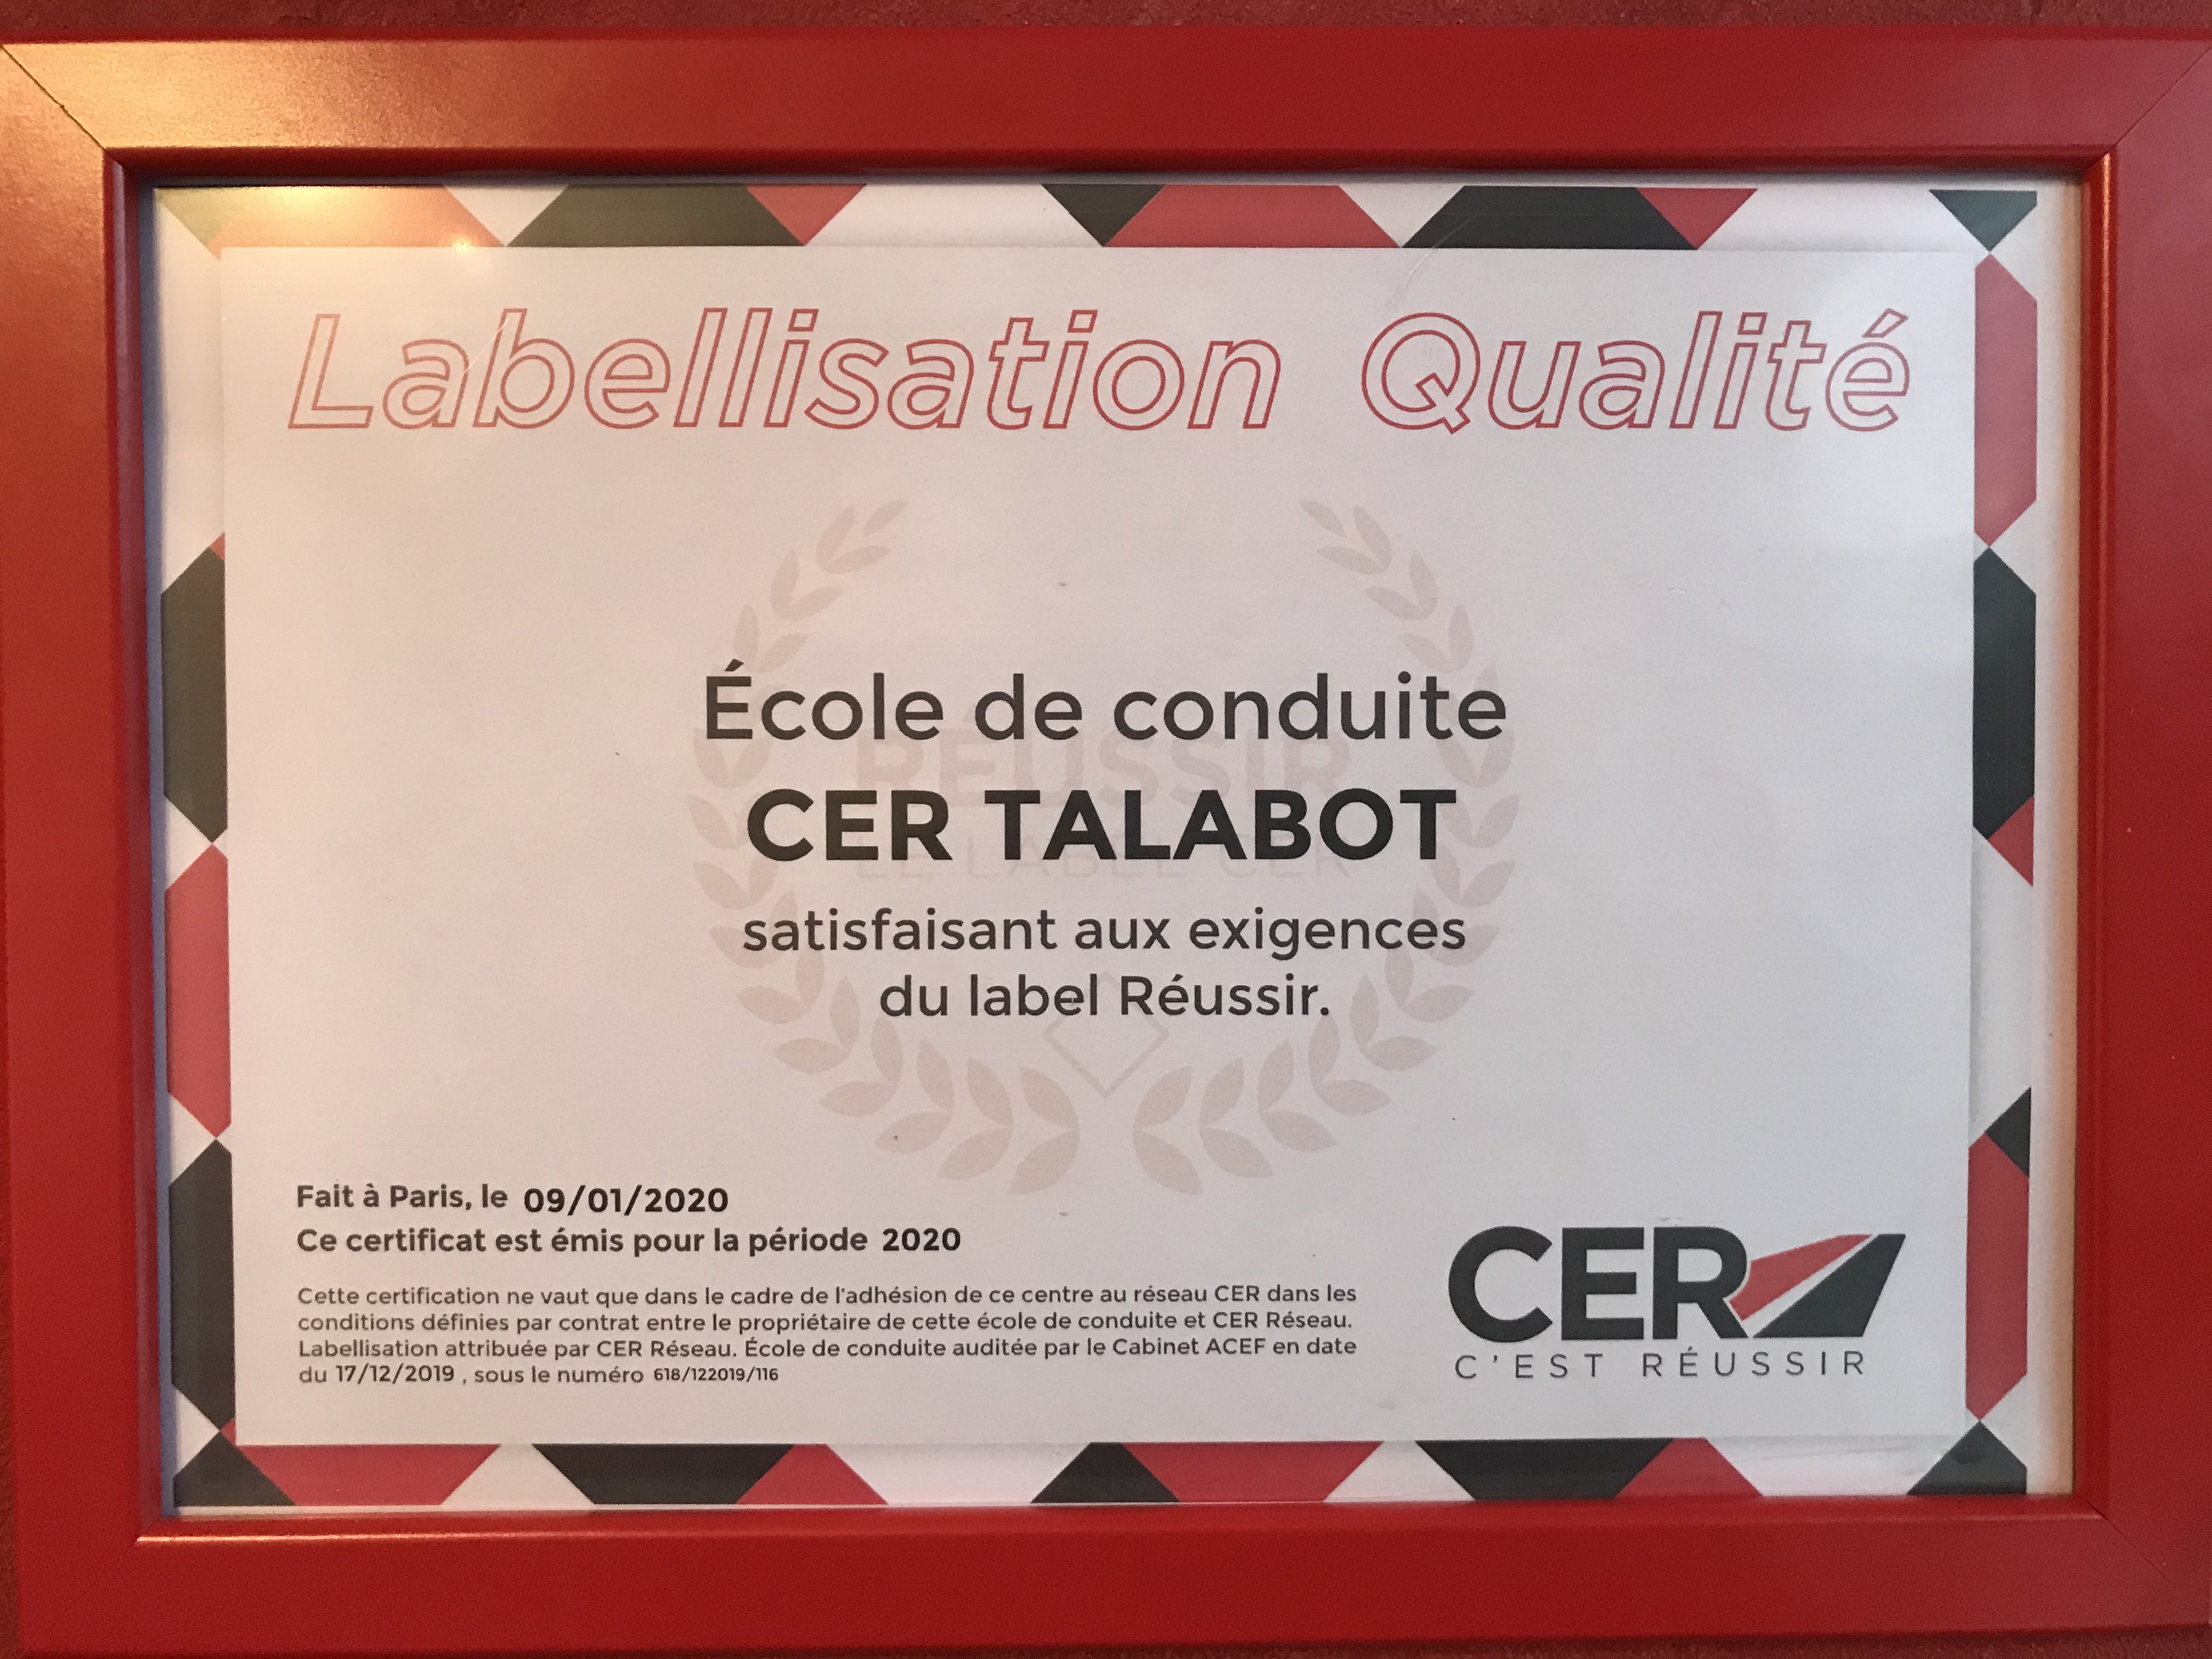 Labellisation Qualité
RÉUSSIR
LE LABEL CER
École de conduite
CER TALABOT
satisfaisant aux exigences
du label Réussir.
Fait à Paris, le 09/01/2020
Ce certificat est émis pour la période 2020
Cette certification ne vaut que dans le cadre de l'adhésion de ce centre au réseau CER dans les
conditions définies par contrat entre le propriétaire de cette école de conduite et CER Réseau.
Labellisation attribuée par CER Réseau. École de conduite auditée par le Cabinet ACEF en date
du 17/12/2019 , sous le numéro 618/122019/116
CER
C'EST RÉUSSIR